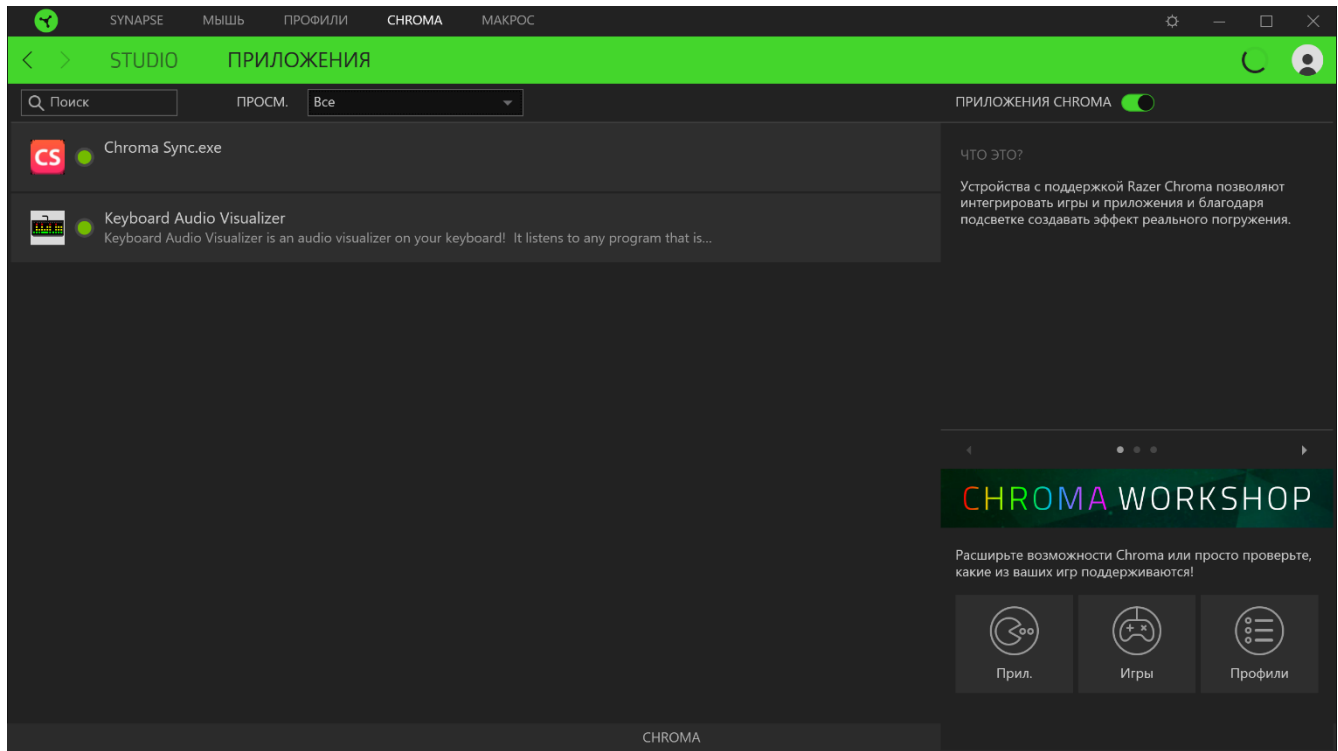 SYNAPSE МЫШЬ ПРОФИЛИ CHROMA МАКРОС
STUDIO ПРИЛОЖЕНИЯ
Поиск ПРОСМ. Все ПРИЛОЖЕНИЯ CHROMA
CS Chroma Sync.exe
Keyboard Audio Visualizer
Keyboard Audio Visualizer is an audio visualizer on your keyboard! It listens to any program that is...
ЧТО ЭТО?
Устройства с поддержкой Razer Chroma позволяют
интегрировать игры и приложения и благодаря
подсветке создавать эффект реального погружения.
CHROMA WORKSHOP
Расширьте возможности Chroma или просто проверьте,
какие из ваших игр поддерживаются!
Прил. Игры Профили
CHROMA